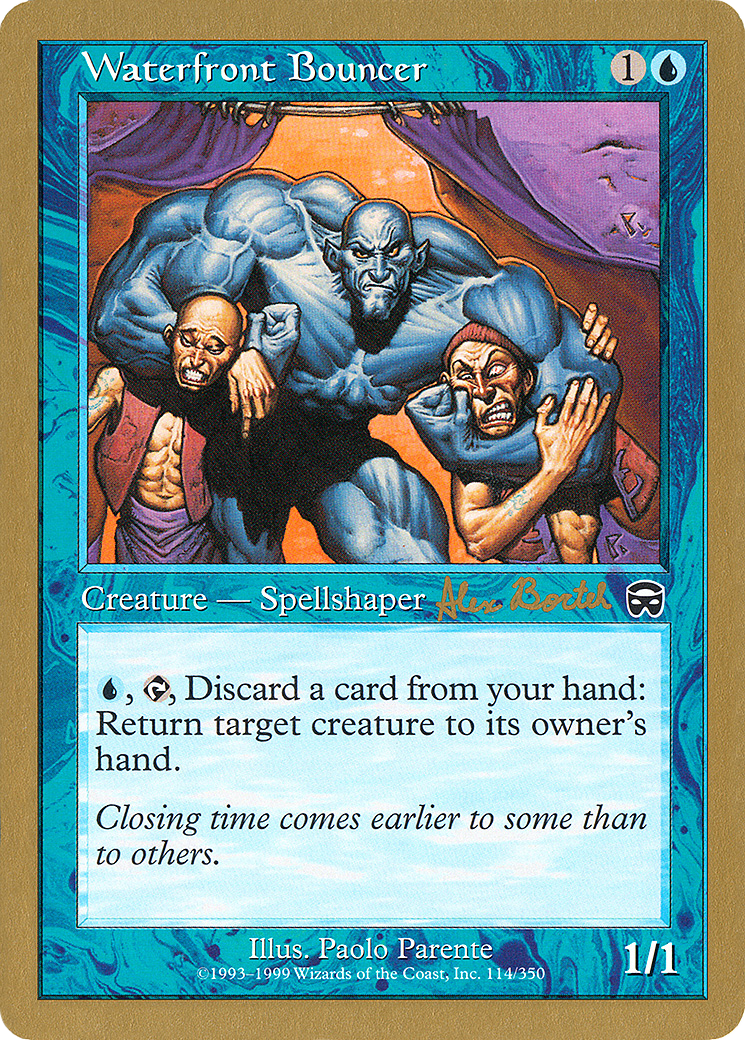 Waterfront Bouncer 1
Creature — Spellshaper Alex Bortel
, , Discard a card from your hand:
Return target creature to its owner's
hand.
Closing time comes earlier to some than
to others.
Illus. Paolo Parente
©1993–1999 Wizards of the Coast, Inc. 114/350
1/1